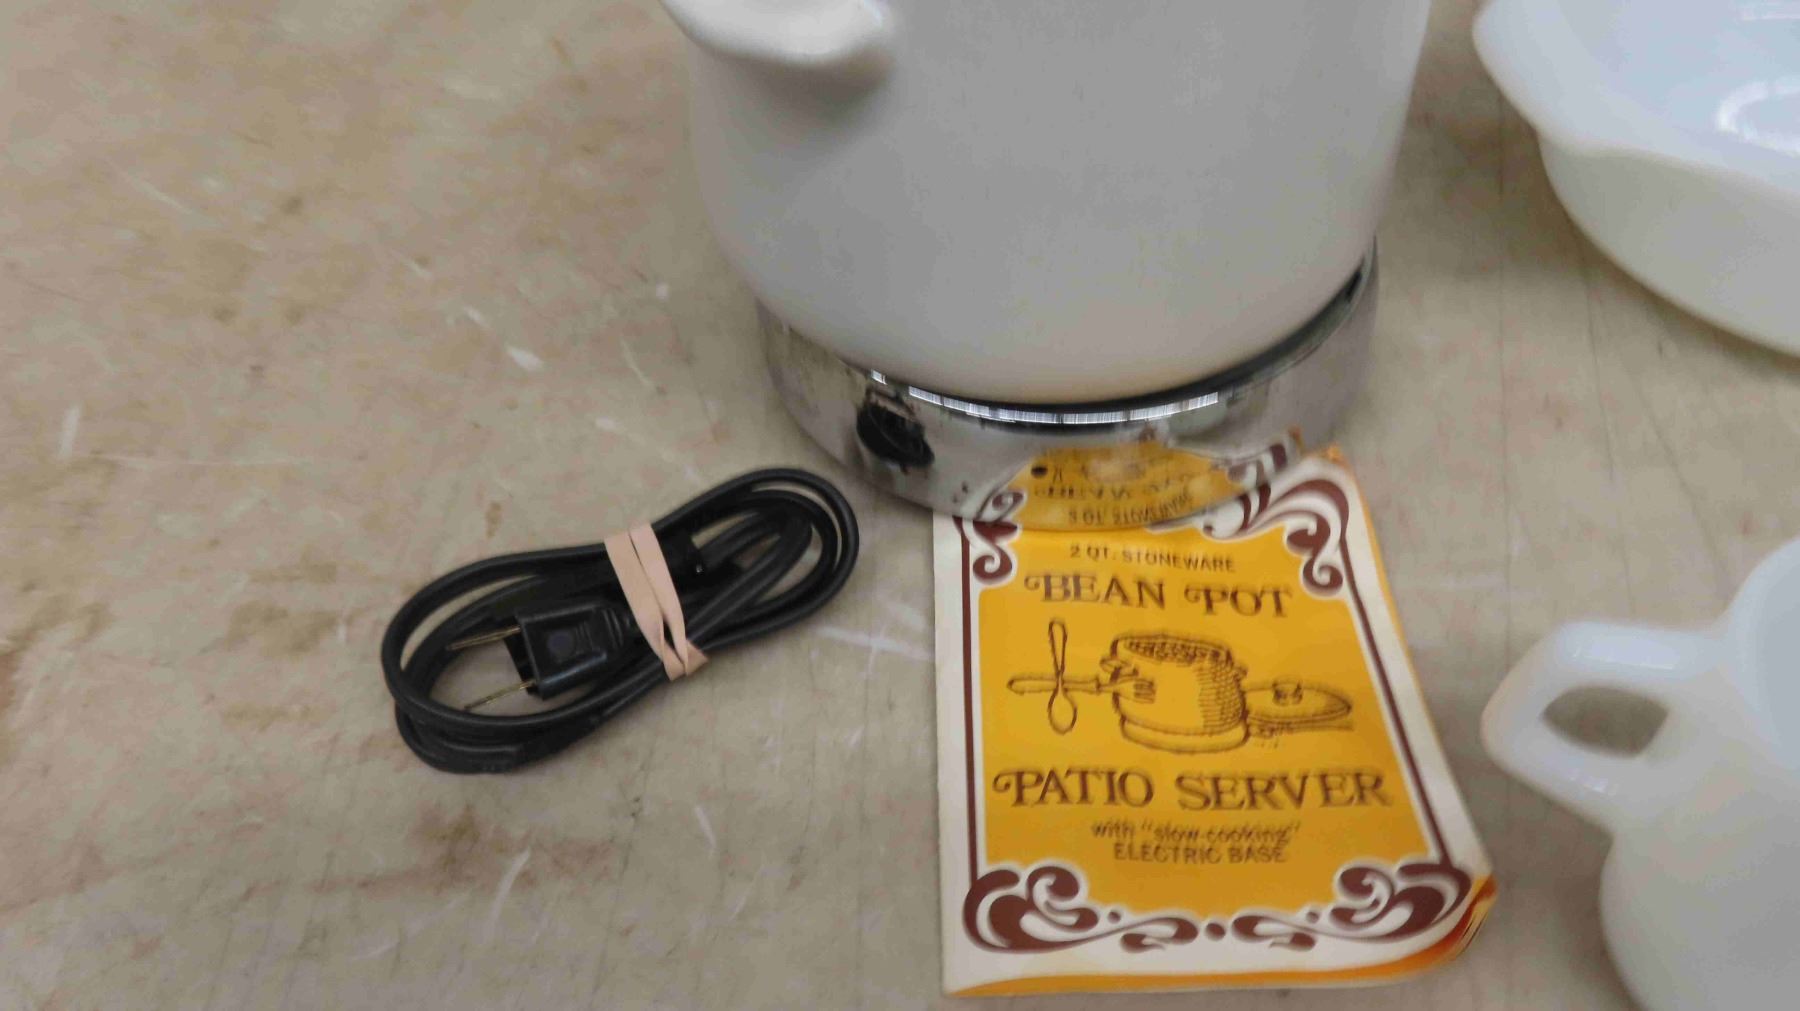 2 QT. STONEWARE
BEAN POT
PATIO SERVER
with "slow-cooking"
ELECTRIC BASE